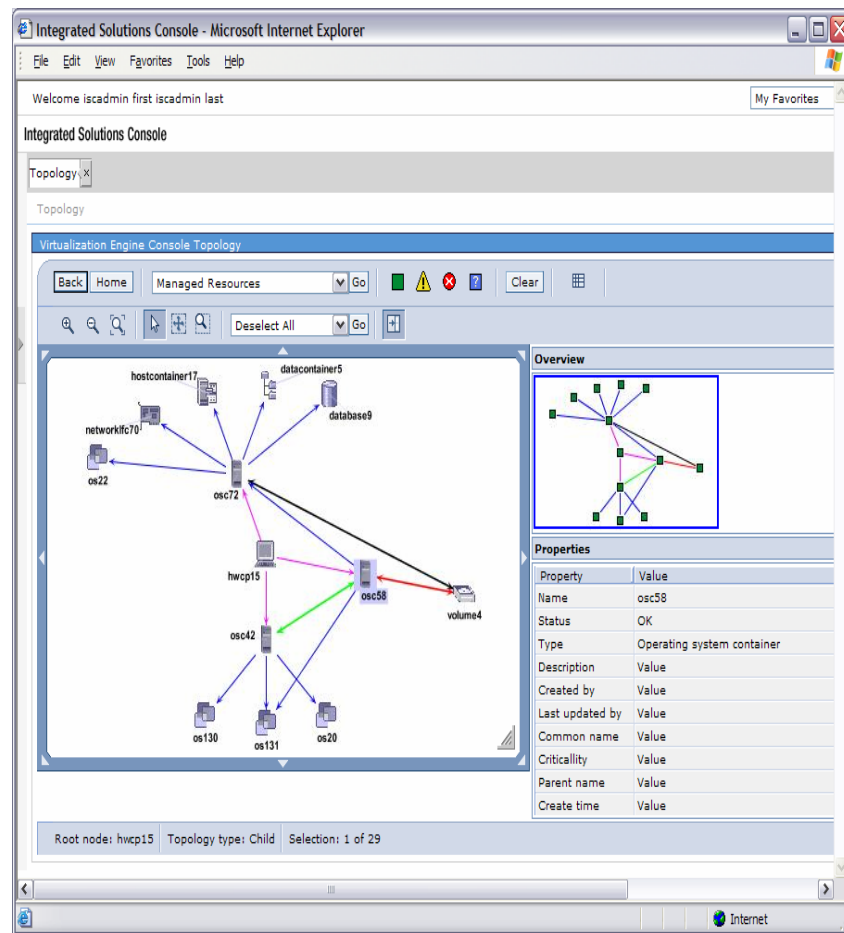 Integrated Solutions Console - Microsoft Internet Explorer
File Edit View Favorites Tools Help
Welcome iscadmin first iscadmin last
My Favorites
Integrated Solutions Console
Topology x
Topology
Virtualization Engine Console Topology
Back Home Managed Resources Go ? Clear
Deselect All Go
hostcontainer17
datacontainer5
database9
networklfc70
os22
osc72
hwcp15
osc58
volume4
osc42
os130
os131
os20
Overview
Properties
Property Value
Name osc58
Status OK
Type Operating system container
Description Value
Created by Value
Last updated by Value
Common name Value
Criticallity Value
Parent name Value
Create time Value
Root node: hwcp15 Topology type: Child Selection: 1 of 29
Internet